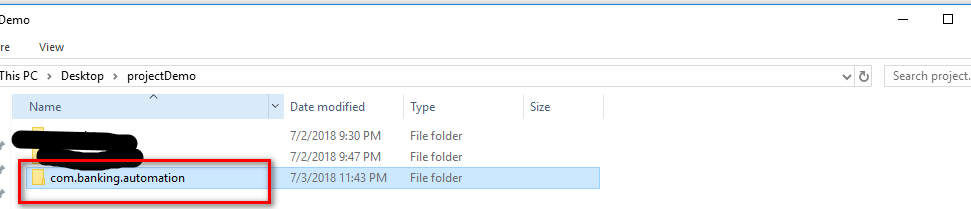 Demo
re View
This PC Desktop projectDemo Search project.
Name Date modified Type Size
7/2/2018 9:30 PM File folder
7/2/2018 9:47 PM File folder
com.banking.automation 7/3/2018 11:43 PM File folder